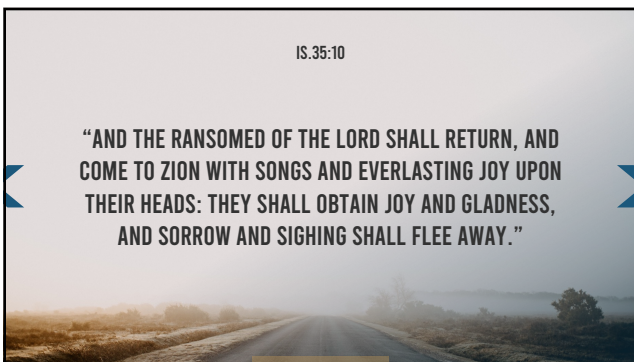 IS.35:10
“AND THE RANSOMED OF THE LORD SHALL RETURN, AND
COME TO ZION WITH SONGS AND EVERLASTING JOY UPON
THEIR HEADS: THEY SHALL OBTAIN JOY AND GLADNESS,
AND SORROW AND SIGHING SHALL FLEE AWAY.”